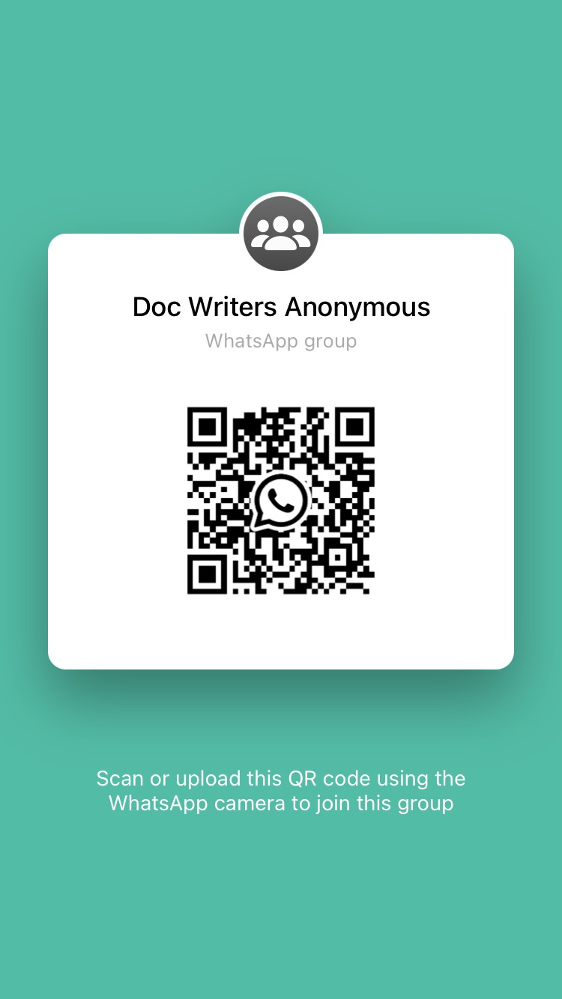 Doc Writers Anonymous
WhatsApp group
Scan or upload this QR code using the
WhatsApp camera to join this group